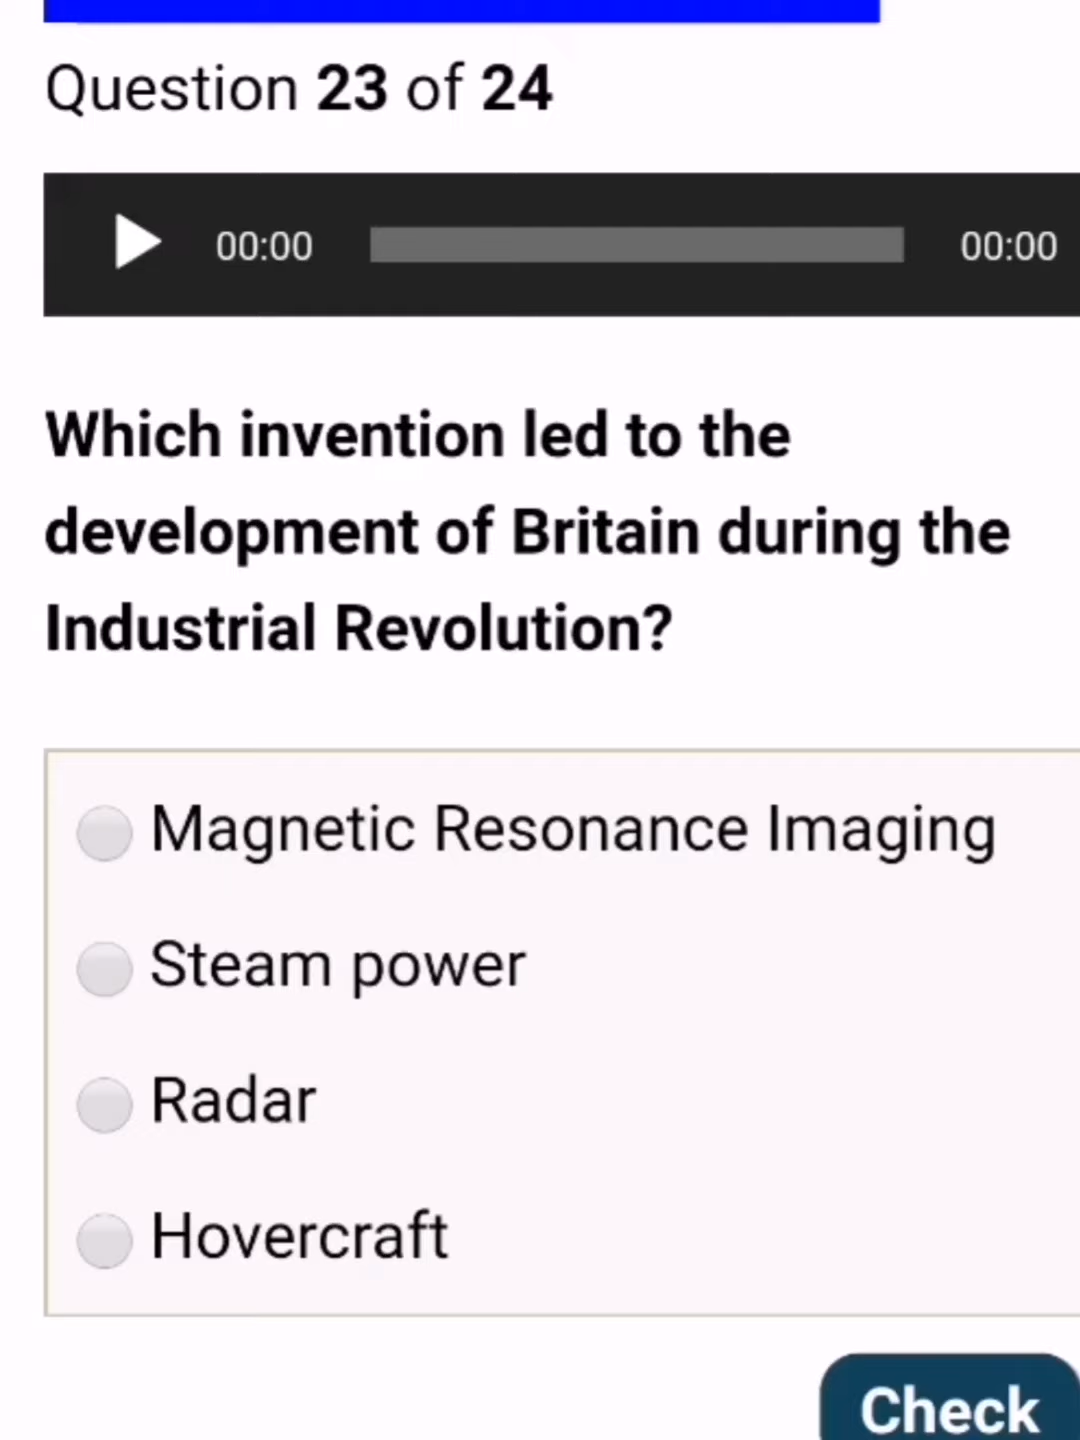 Question 23 of 24
00:00 00:00
Which invention led to the
development of Britain during the
Industrial Revolution?
Magnetic Resonance Imaging
Steam power
Radar
Hovercraft
Check